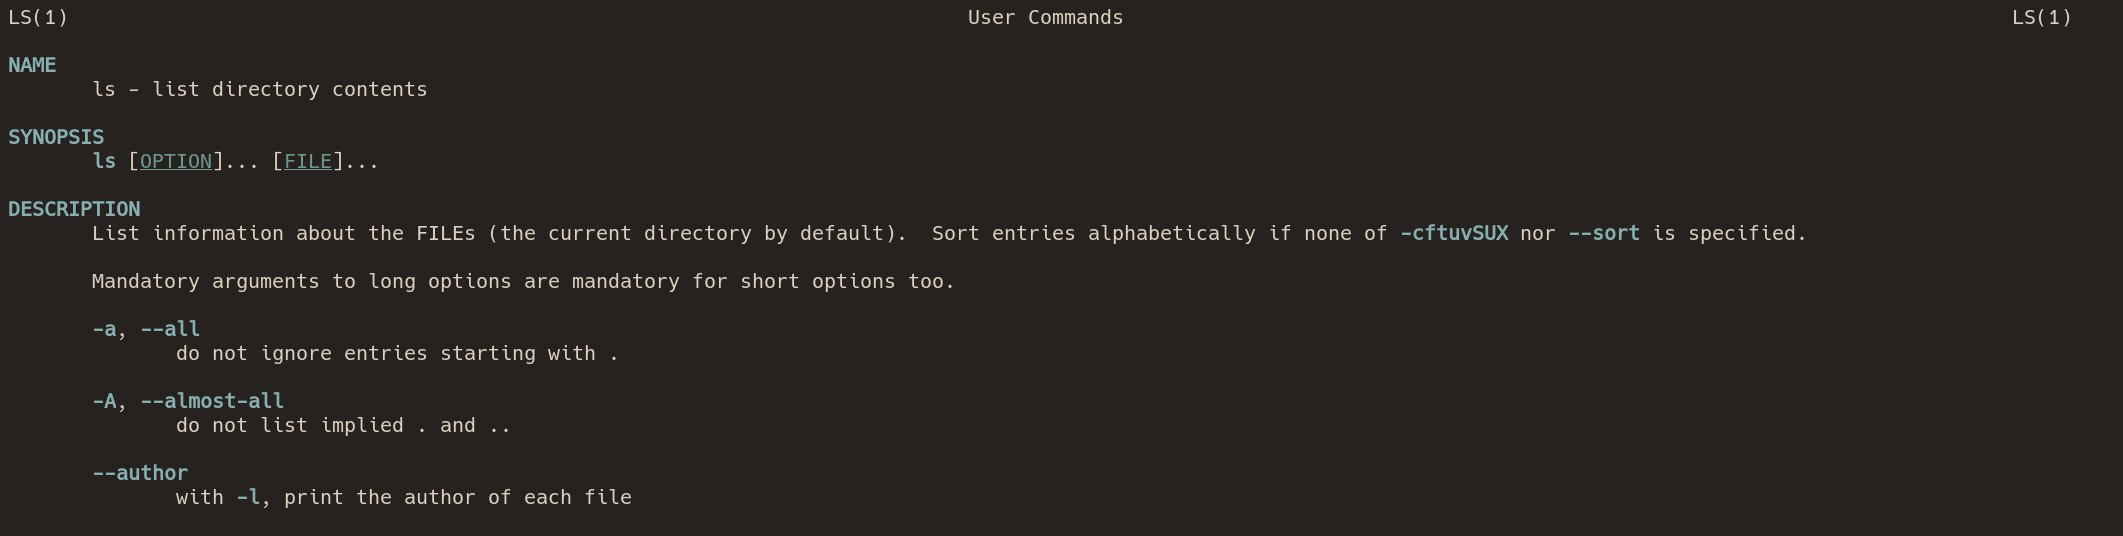 LS(1) User Commands LS(1)
NAME
ls - list directory contents
SYNOPSIS
ls [OPTION]... [FILE]...
DESCRIPTION
List information about the FILEs (the current directory by default).  Sort entries alphabetically if none of -cftuvSUX nor --sort is specified.
Mandatory arguments to long options are mandatory for short options too.
-a, --all
do not ignore entries starting with .
-A, --almost-all
do not list implied . and ..
--author
with -l, print the author of each file